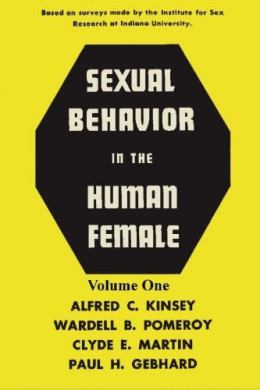 Based on surveys made by the Institute for Sex
Research at Indiana University.
SEXUAL
BEHAVIOR
IN THE
HUMAN
FEMALE
Volume One
ALFRED C. KINSEY
WARDELL B. POMEROY
CLYDE E. MARTIN
PAUL H. GEBHARD